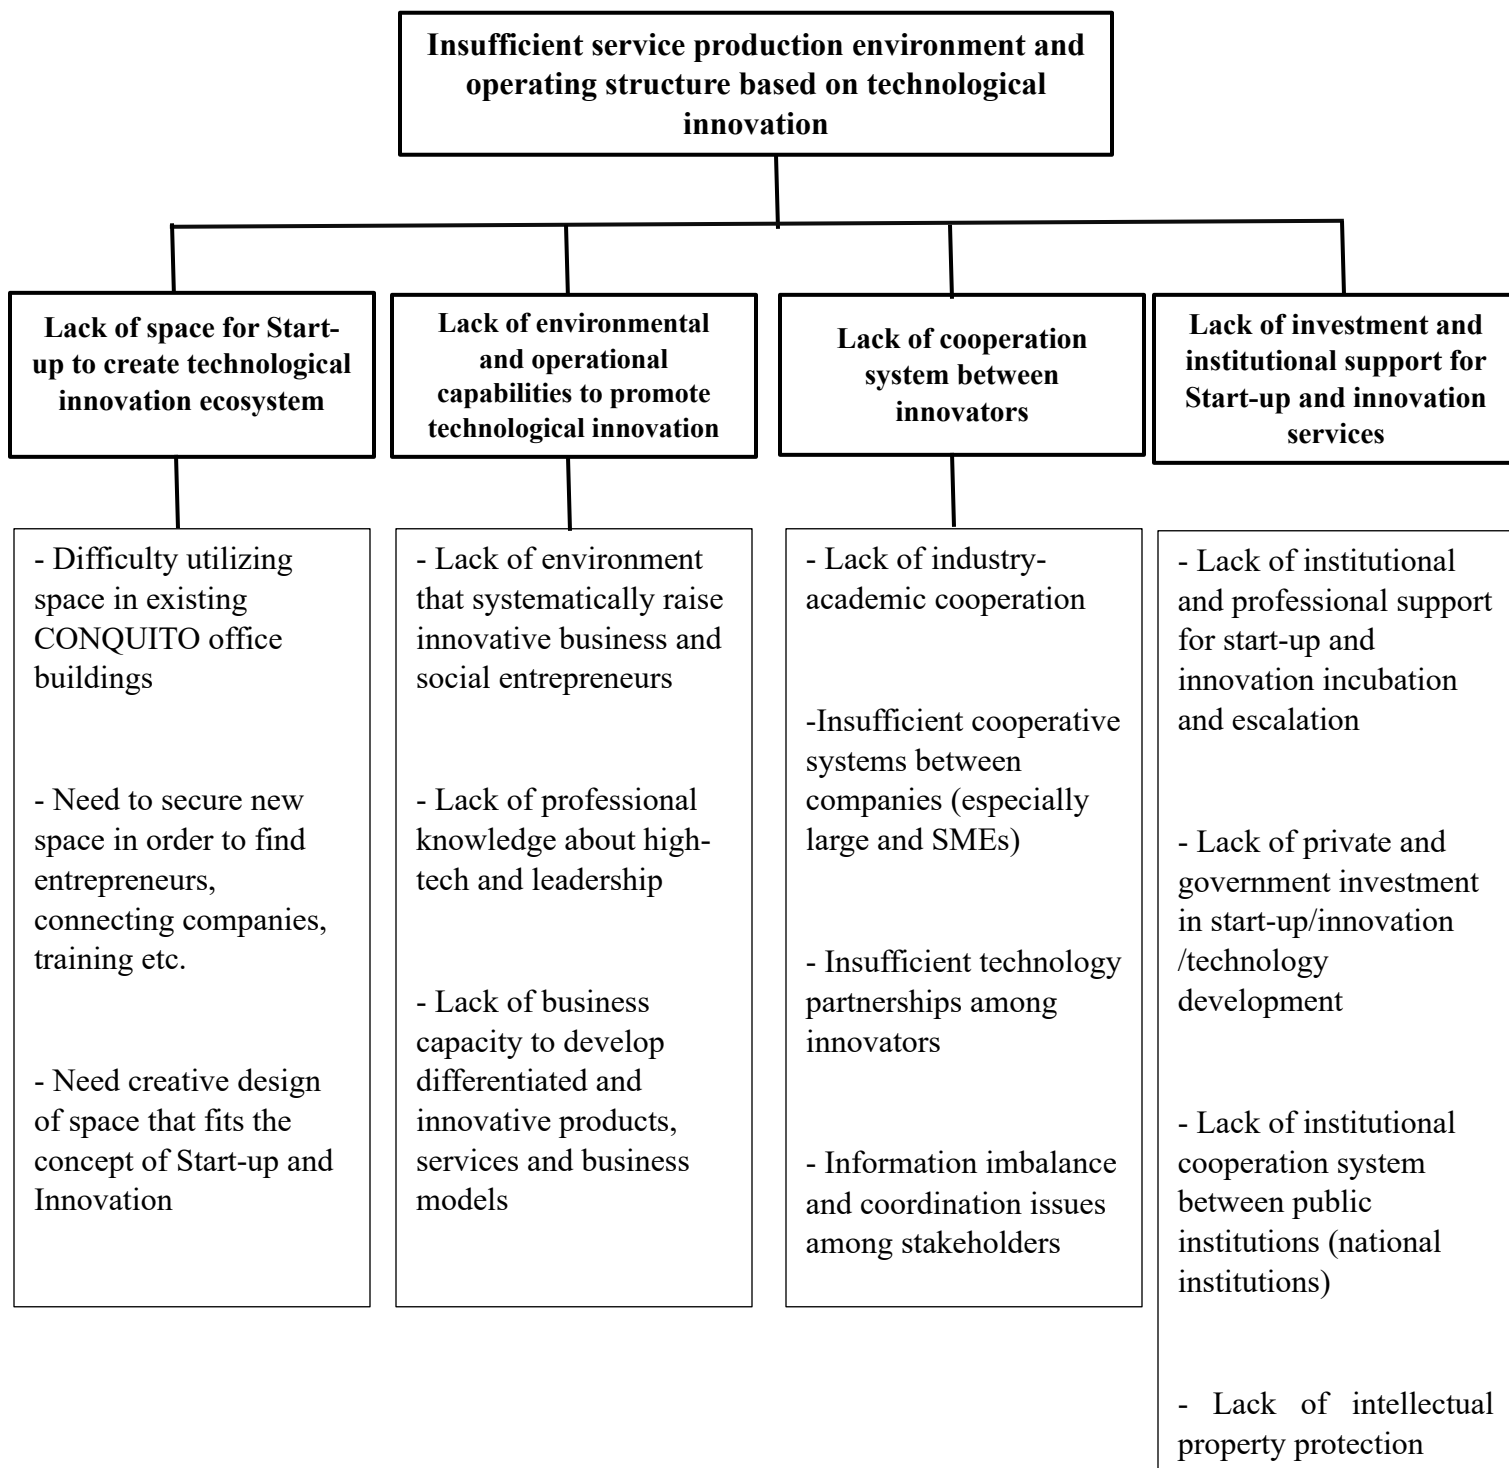 Insufficient service production environment and
operating structure based on technological
innovation
Lack of space for Start-
up to create technological
innovation ecosystem
Lack of environmental
and operational
capabilities to promote
technological innovation
Lack of cooperation
system between
innovators
Lack of investment and
institutional support for
Start-up and innovation
services
- Difficulty utilizing
space in existing
CONQUITO office
buildings
- Need to secure new
space in order to find
entrepreneurs,
connecting companies,
training etc.
- Need creative design
of space that fits the
concept of Start-up and
Innovation
- Lack of environment
that systematically raise
innovative business and
social entrepreneurs
- Lack of professional
knowledge about high-
tech and leadership
- Lack of business
capacity to develop
differentiated and
innovative products,
services and business
models
- Lack of industry-
academic cooperation
-Insufficient cooperative
systems between
companies (especially
large and SMEs)
- Insufficient technology
partnerships among
innovators
- Information imbalance
and coordination issues
among stakeholders
- Lack of institutional
and professional support
for start-up and
innovation incubation
and escalation
- Lack of private and
government investment
in start-up/innovation
/technology
development
- Lack of institutional
cooperation system
between public
institutions (national
institutions)
- Lack of intellectual
property protection